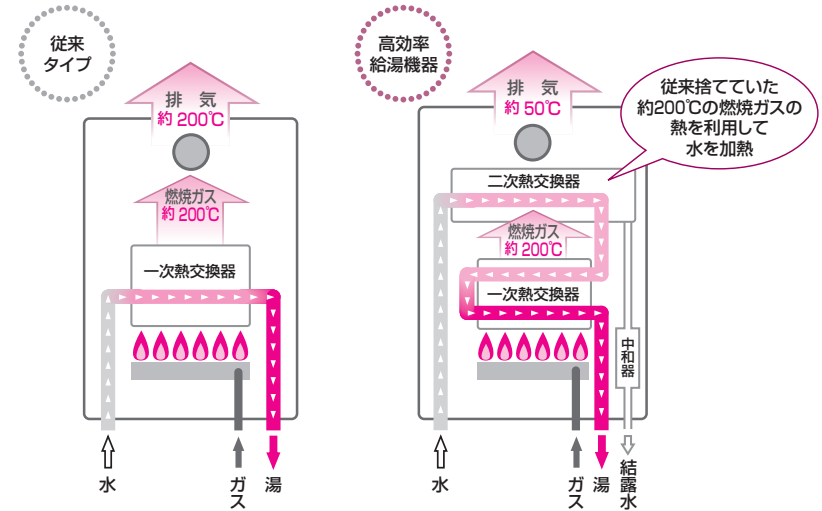 従来
タイプ
排 気
約 200℃
燃焼ガス
約 200℃
一次熱交換器
水
ガス
湯
高効率
給湯機器
排 気
約 50℃
従来捨てていた
約200℃の燃焼ガスの
熱を利用して
水を加熱
二次熱交換器
燃焼ガス
約 200℃
一次熱交換器
中和器
水
ガス
湯
結露水